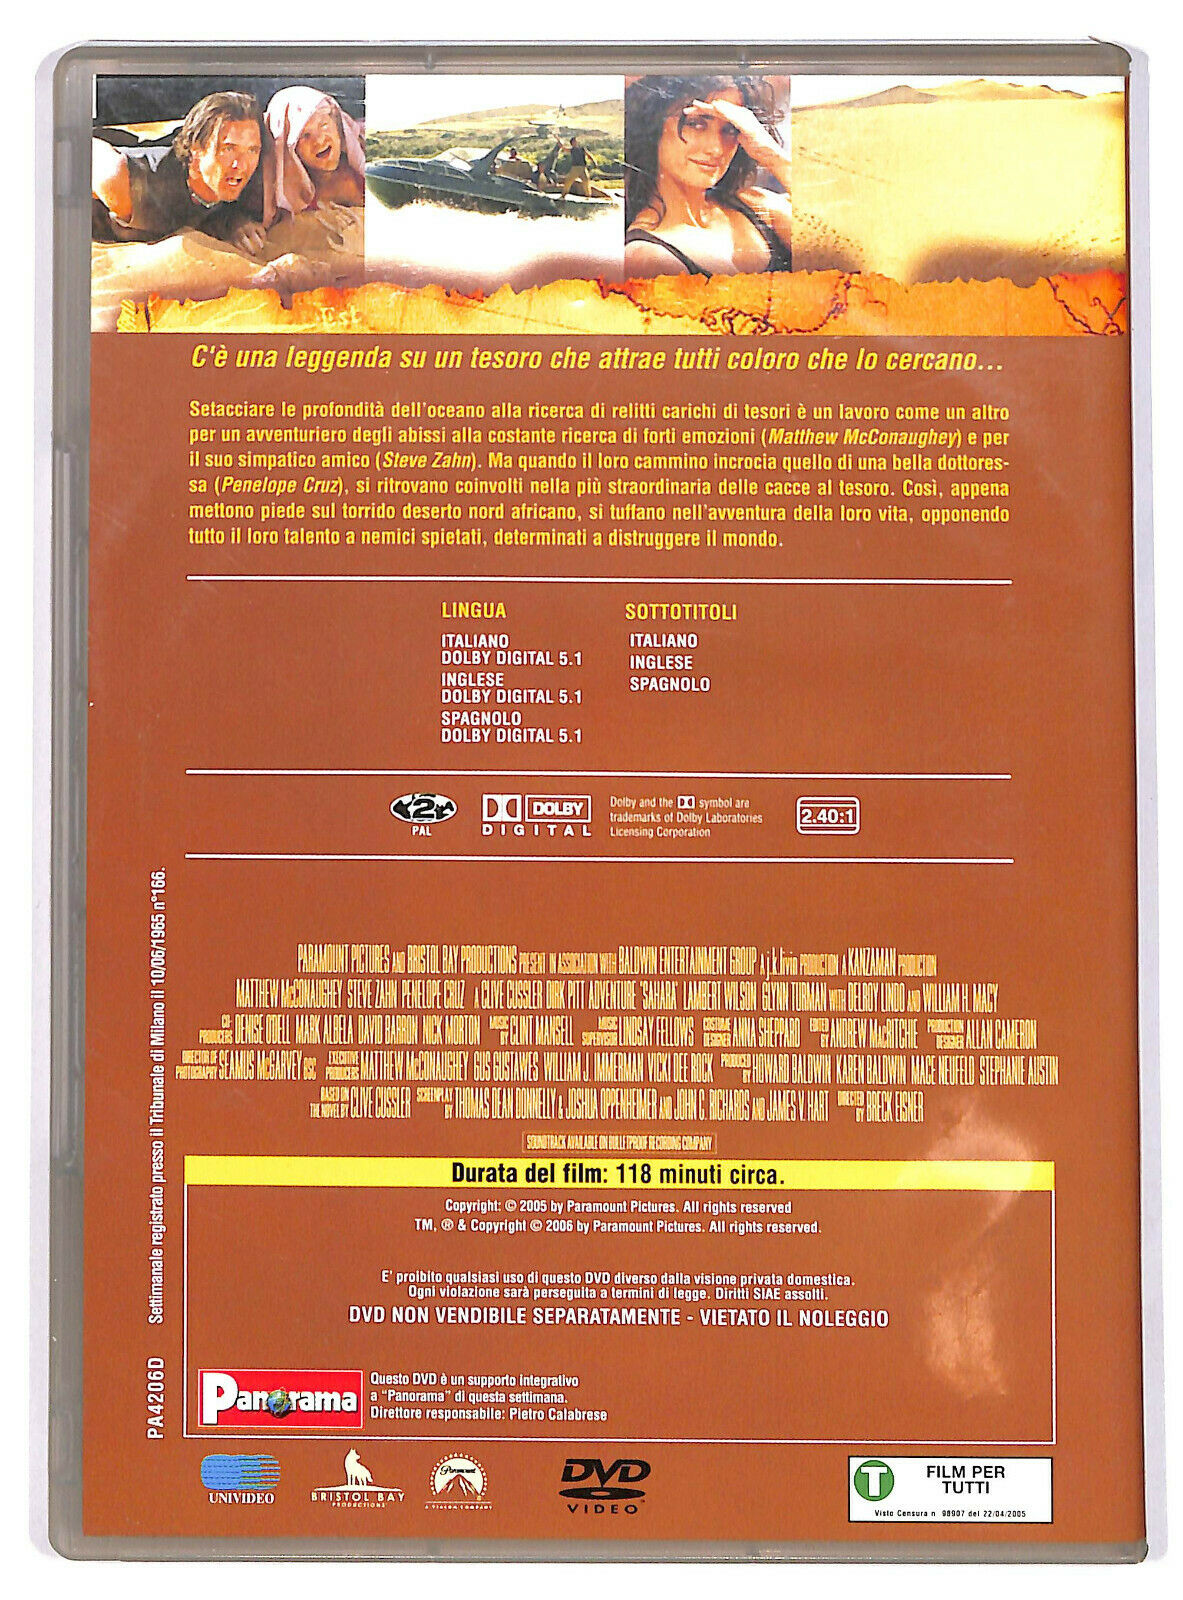 C'è una leggenda su un tesoro che attrae tutti coloro che lo cercano...
Setacciare le profondità dell'oceano alla ricerca di relitti carichi di tesori è un lavoro come un altro
per un avventuriero degli abissi alla costante ricerca di forti emozioni (Matthew McConaughey) e per
il suo simpatico amico (Steve Zahn). Ma quando il loro cammino incrocia quello di una bella dottores-
sa (Penelope Cruz), si ritrovano coinvolti nella più straordinaria delle cacce al tesoro. Così, appena
mettono piede sul torrido deserto nord africano, si tuffano nell'avventura della loro vita, opponendo
tutto il loro talento a nemici spietati, determinati a distruggere il mondo.
LINGUA
ITALIANO
DOLBY DIGITAL 5.1
INGLESE
DOLBY DIGITAL 5.1
SPAGNOLO
DOLBY DIGITAL 5.1
SOTTOTITOLI
ITALIANO
INGLESE
SPAGNOLO
2
PAL
DOLBY
DIGITAL
Dolby and the symbol are
trademarks of Dolby Laboratories
Licensing Corporation
2.40:1
PARAMOUNT PICTURES AND BRISTOL BAY PRODUCTIONS PRESENT IN ASSOCIATION WITH BALDWIN ENTERTAINMENT GROUP A j.k.livin PRODUCTION A KANZAMAN PRODUCTION
MATTHEW McCONAUGHEY STEVE ZAHN PENELOPE CRUZ A CLIVE CUSSLER DIRK PITT ADVENTURE 'SAHARA' LAMBERT WILSON GLYNN TURMAN WITH DELROY LINDO AND WILLIAM H. MACY
CO-PRODUCERS DENISE O'DELL MARK ALBELA DAVID BARRON NICK MORTON MUSIC BY CLINT MANSELL MUSIC SUPERVISOR LINDSAY FELLOWS COSTUME DESIGNER ANNA SHEPPARD EDITED BY ANDREW MacRITCHIE PRODUCTION DESIGNER ALLAN CAMERON
DIRECTOR OF PHOTOGRAPHY SEAMUS McGARVEY BSC EXECUTIVE PRODUCERS MATTHEW McCONAUGHEY GUS GUSTAWES WILLIAM J. IMMERMAN VICKI DEE ROCK PRODUCED BY HOWARD BALDWIN KAREN BALDWIN MACE NEUFELD STEPHANIE AUSTIN
BASED ON THE NOVEL BY CLIVE CUSSLER SCREENPLAY BY THOMAS DEAN DONNELLY & JOSHUA OPPENHEIMER AND JOHN C. RICHARDS AND JAMES V. HART DIRECTED BY BRECK EISNER
SOUNDTRACK AVAILABLE ON BULLETPROOF RECORDING COMPANY
Durata del film: 118 minuti circa.
Copyright: © 2005 by Paramount Pictures. All rights reserved
TM, ® & Copyright © 2006 by Paramount Pictures. All rights reserved.
E' proibito qualsiasi uso di questo DVD diverso dalla visione privata domestica.
Ogni violazione sarà perseguita a termini di legge. Diritti SIAE assolti.
DVD NON VENDIBILE SEPARATAMENTE - VIETATO IL NOLEGGIO
Panorama
Questo DVD è un supporto integrativo
a "Panorama" di questa settimana.
Direttore responsabile: Pietro Calabrese
UNIVIDEO
BRISTOL BAY
PRODUCTIONS
Paramount
A VIACOM COMPANY
DVD
VIDEO
T
FILM PER
TUTTI
Visto Censura n. 98907 del 22/04/2005
Settimanale registrato presso il Tribunale di Milano il 10/06/1965 n°166.
PA4206D